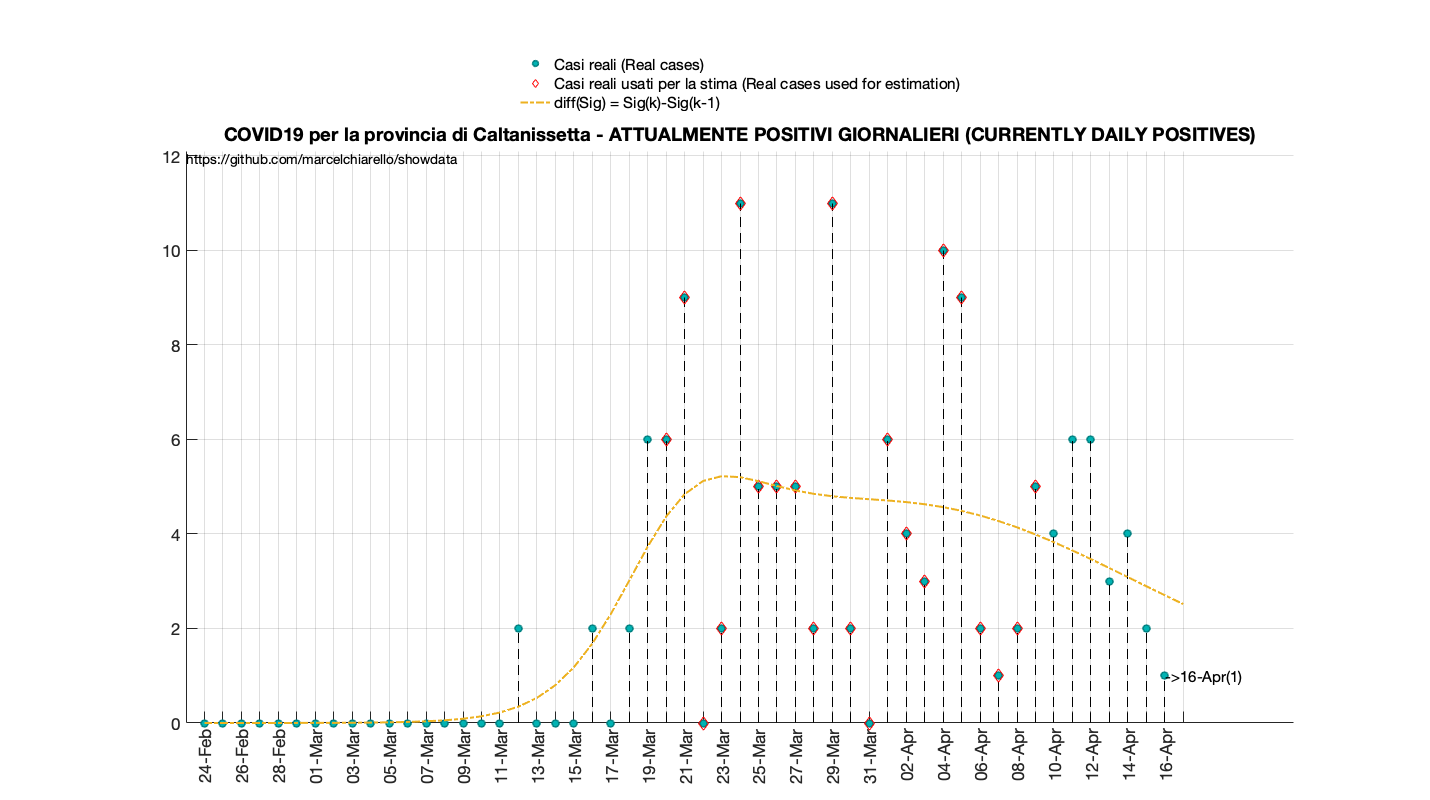 Casi reali (Real cases)
Casi reali usati per la stima (Real cases used for estimation)
diff(Sig) = Sig(k)-Sig(k-1)
COVID19 per la provincia di Caltanissetta - ATTUALMENTE POSITIVI GIORNALIERI (CURRENTLY DAILY POSITIVES)
https://github.com/marcelchiarello/showdata
12
10
8
6
4
2
0
->16-Apr(1)
24-Feb
26-Feb
28-Feb
01-Mar
03-Mar
05-Mar
07-Mar
09-Mar
11-Mar
13-Mar
15-Mar
17-Mar
19-Mar
21-Mar
23-Mar
25-Mar
27-Mar
29-Mar
31-Mar
02-Apr
04-Apr
06-Apr
08-Apr
10-Apr
12-Apr
14-Apr
16-Apr